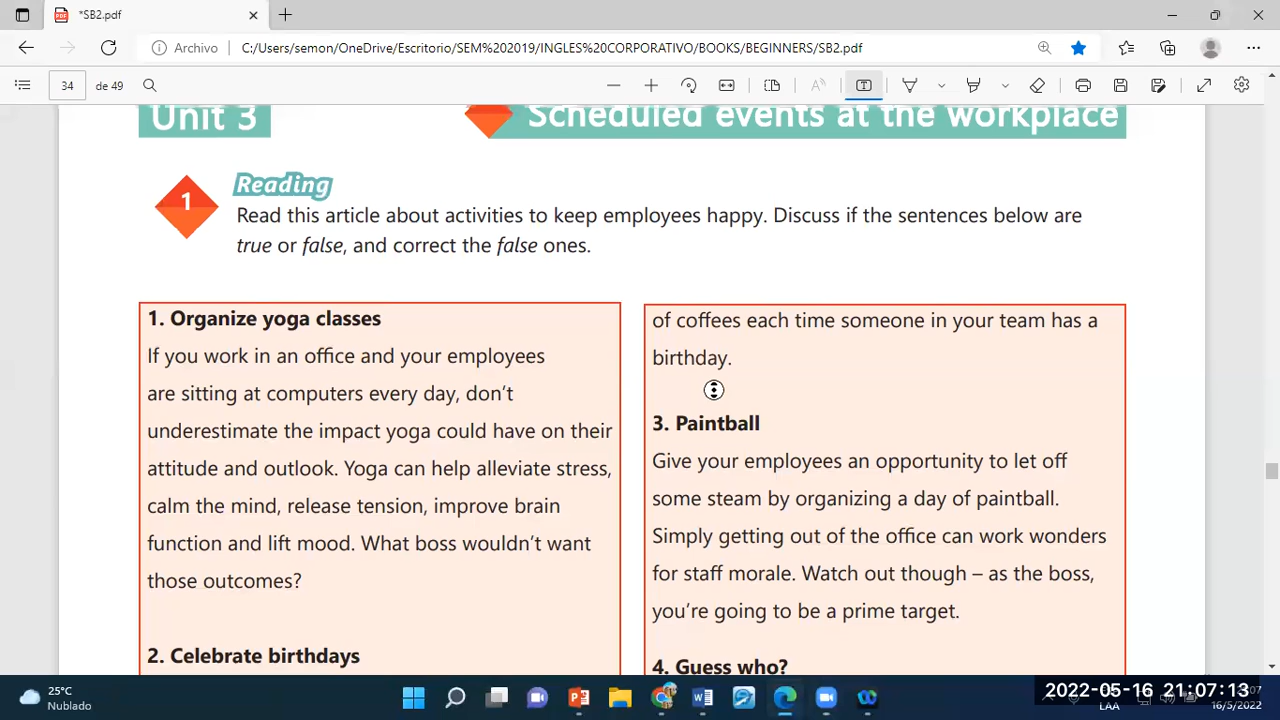 *SB2.pdf
Archivo
C:/Users/semon/OneDrive/Escritorio/SEM%202019/INGLES%20CORPORATIVO/BOOKS/BEGINNERS/SB2.pdf
34
de 49
Unit 3
Scheduled events at the workplace
1
Reading
Read this article about activities to keep employees happy. Discuss if the sentences below are
true or false, and correct the false ones.
1. Organize yoga classes
If you work in an office and your employees
are sitting at computers every day, don't
underestimate the impact yoga could have on their
attitude and outlook. Yoga can help alleviate stress,
calm the mind, release tension, improve brain
function and lift mood. What boss wouldn't want
those outcomes?
2. Celebrate birthdays
of coffees each time someone in your team has a
birthday.
3. Paintball
Give your employees an opportunity to let off
some steam by organizing a day of paintball.
Simply getting out of the office can work wonders
for staff morale. Watch out though – as the boss,
you're going to be a prime target.
4. Guess who?
25°C
Nublado
2022-05-16 21:07:13
LAA
16/5/2022